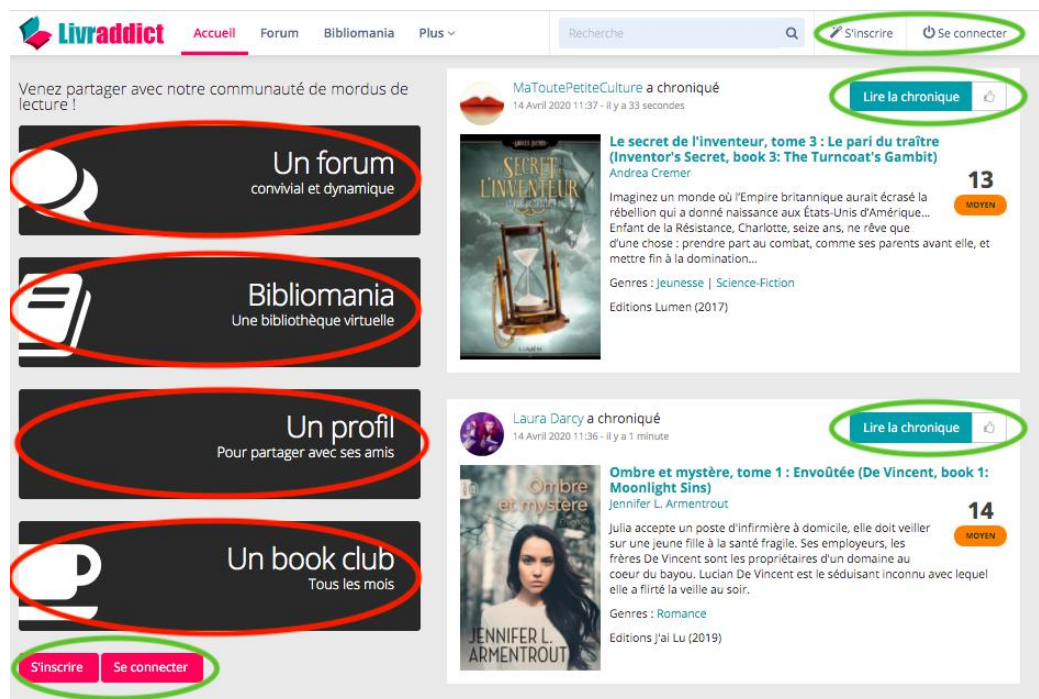 Livraddict Accueil Forum Bibliomania Plus Recherche S'inscrire Se connecter
Venez partager avec notre communauté de mordus de
lecture !
Un forum
convivial et dynamique
Bibliomania
Une bibliothèque virtuelle
Un profil
Pour partager avec ses amis
Un book club
Tous les mois
S'inscrire Se connecter
MaToutePetiteCulture a chroniqué
14 Avril 2020 11:37 - il y a 33 secondes
Lire la chronique
SECRET
L'INVENTEUR
Le secret de l'inventeur, tome 3 : Le pari du traître
(Inventor's Secret, book 3: The Turncoat's Gambit)
Andrea Cremer
13
MOYEN
Imaginez un monde où l'Empire britannique aurait écrasé la
rébellion qui a donné naissance aux États-Unis d'Amérique...
Enfant de la Résistance, Charlotte, seize ans, ne rêve que
d'une chose : prendre part au combat, comme ses parents avant elle, et
mettre fin à la domination...
Genres : Jeunesse | Science-Fiction
Editions Lumen (2017)
Laura Darcy a chroniqué
14 Avril 2020 11:36 - il y a 1 minute
Lire la chronique
Ombre
et mystère
JENNIFER L.
ARMENTROUT
Ombre et mystère, tome 1 : Envoûtée (De Vincent, book 1:
Moonlight Sins)
Jennifer L. Armentrout
14
MOYEN
Julia accepte un poste d'infirmière à domicile, elle doit veiller
sur une jeune fille à la santé fragile. Ses employeurs, les
frères De Vincent sont les propriétaires d'un domaine au
coeur du bayou. Lucian De Vincent est le séduisant inconnu avec lequel
elle a flirté la veille au soir.
Genres : Romance
Editions J'ai Lu (2019)